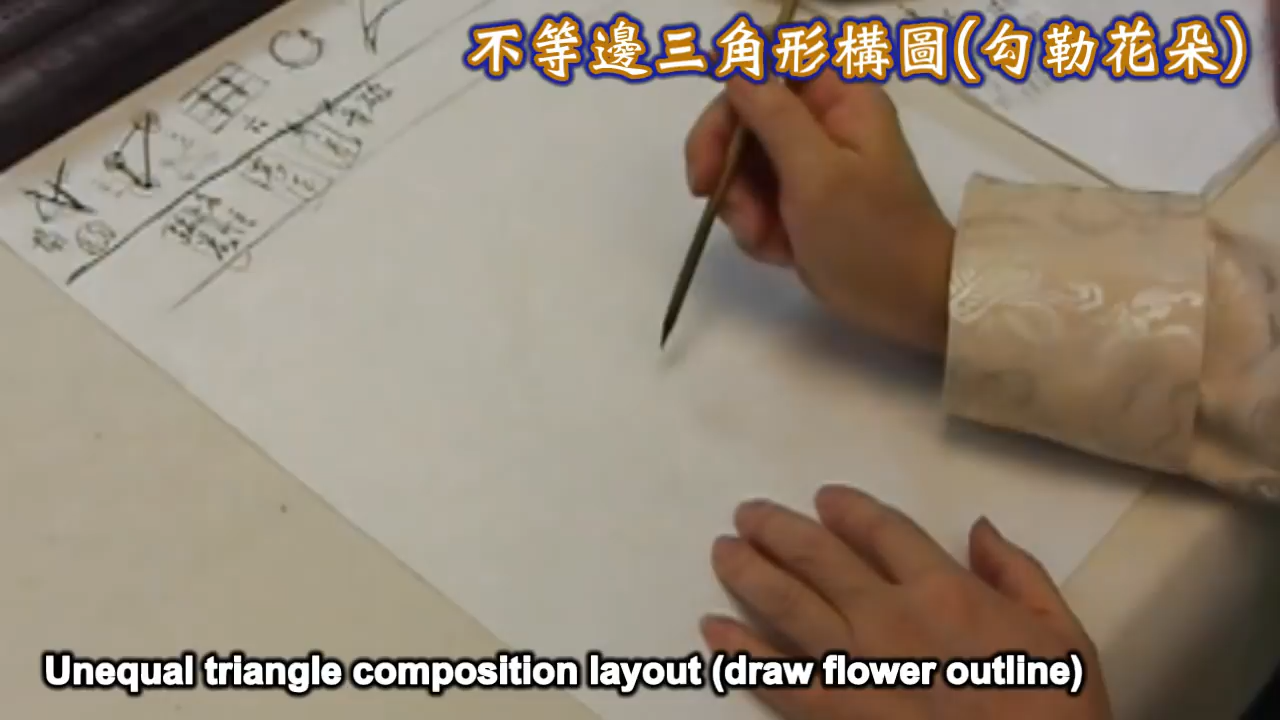 不等邊三角形構圖(勾勒花朵)
Unequal triangle composition layout (draw flower outline)